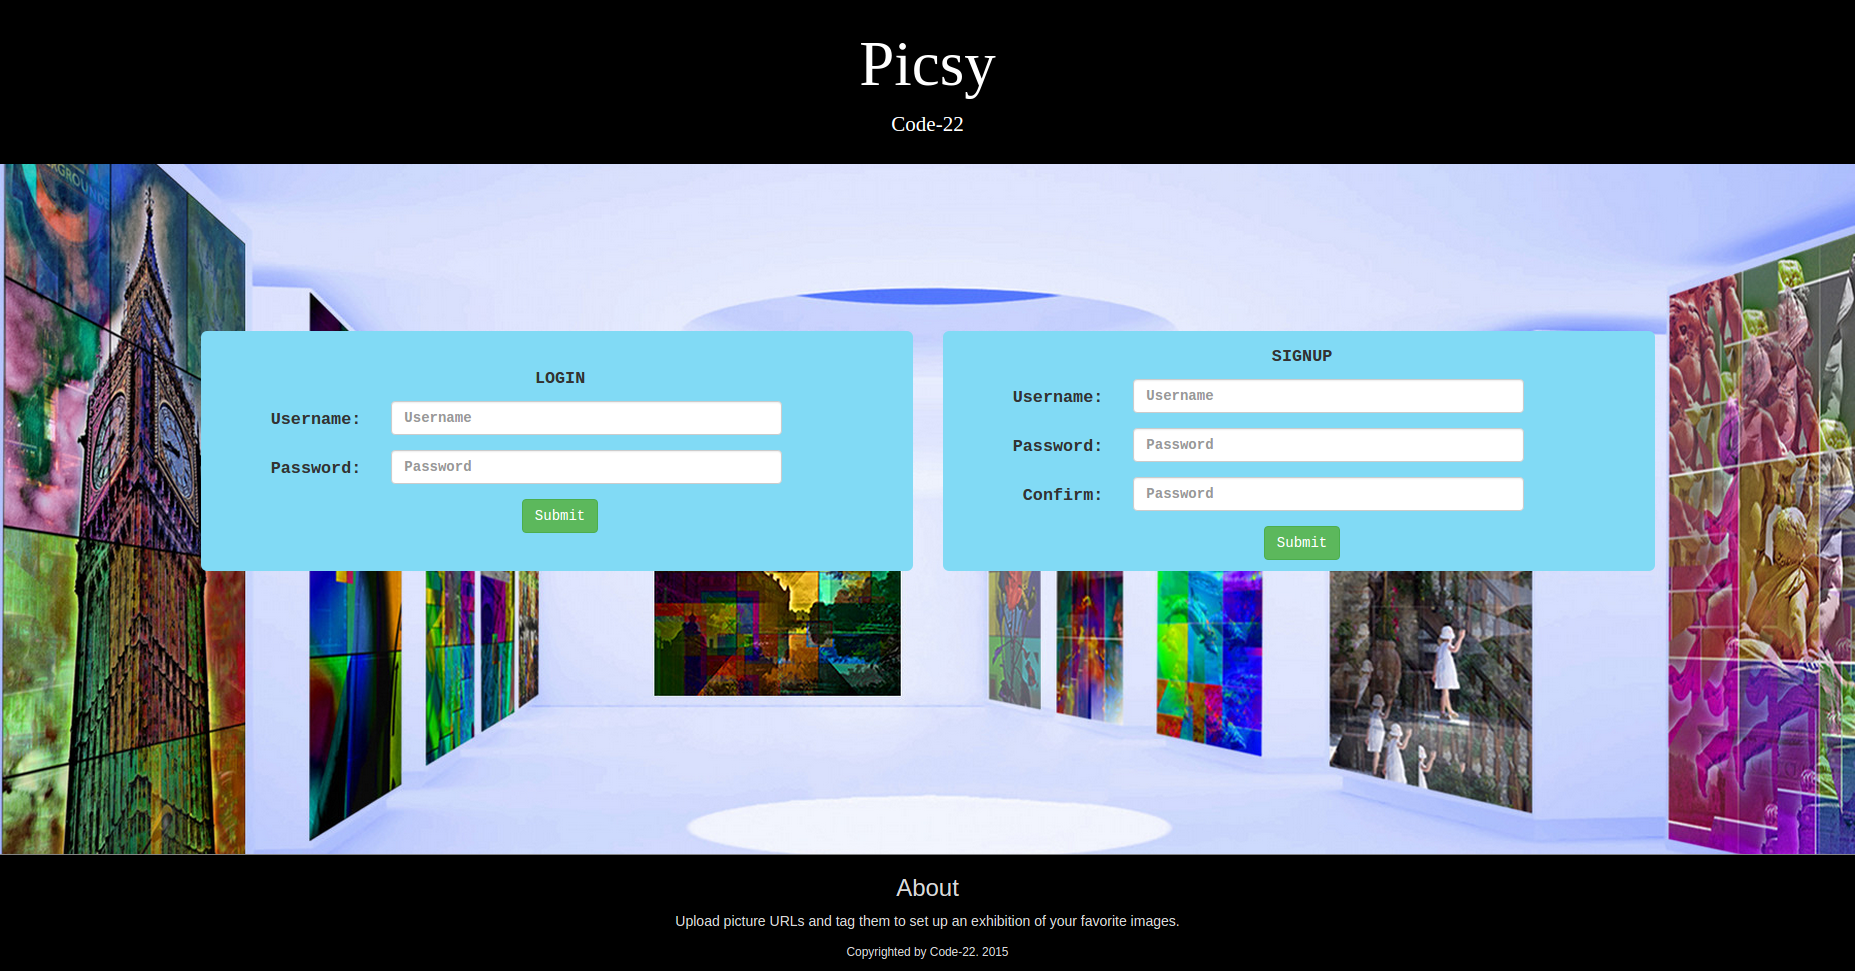 Picsy
Code-22
LOGIN
Username: Username
Password: Password
Submit
SIGNUP
Username: Username
Password: Password
Confirm: Password
Submit
About
Upload picture URLs and tag them to set up an exhibition of your favorite images.
Copyrighted by Code-22. 2015